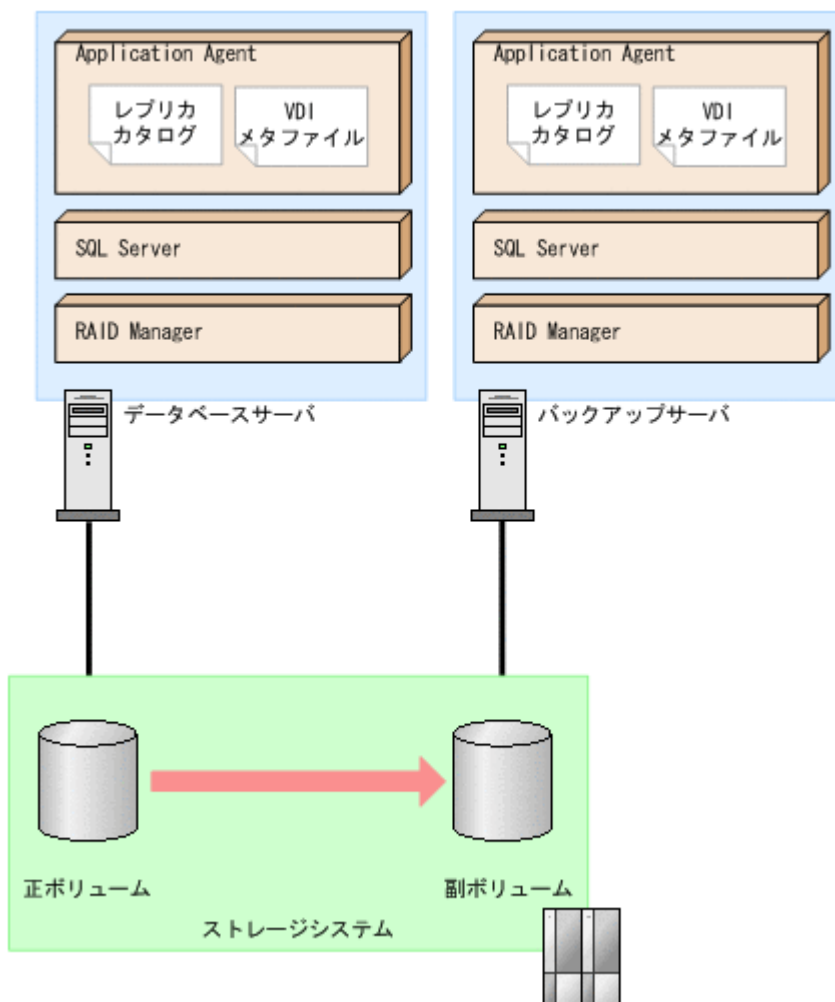 Application Agent
レプリカ
カタログ
VDI
メタファイル
SQL Server
RAID Manager
データベースサーバ
Application Agent
レプリカ
カタログ
VDI
メタファイル
SQL Server
RAID Manager
バックアップサーバ
正ボリューム
副ボリューム
ストレージシステム